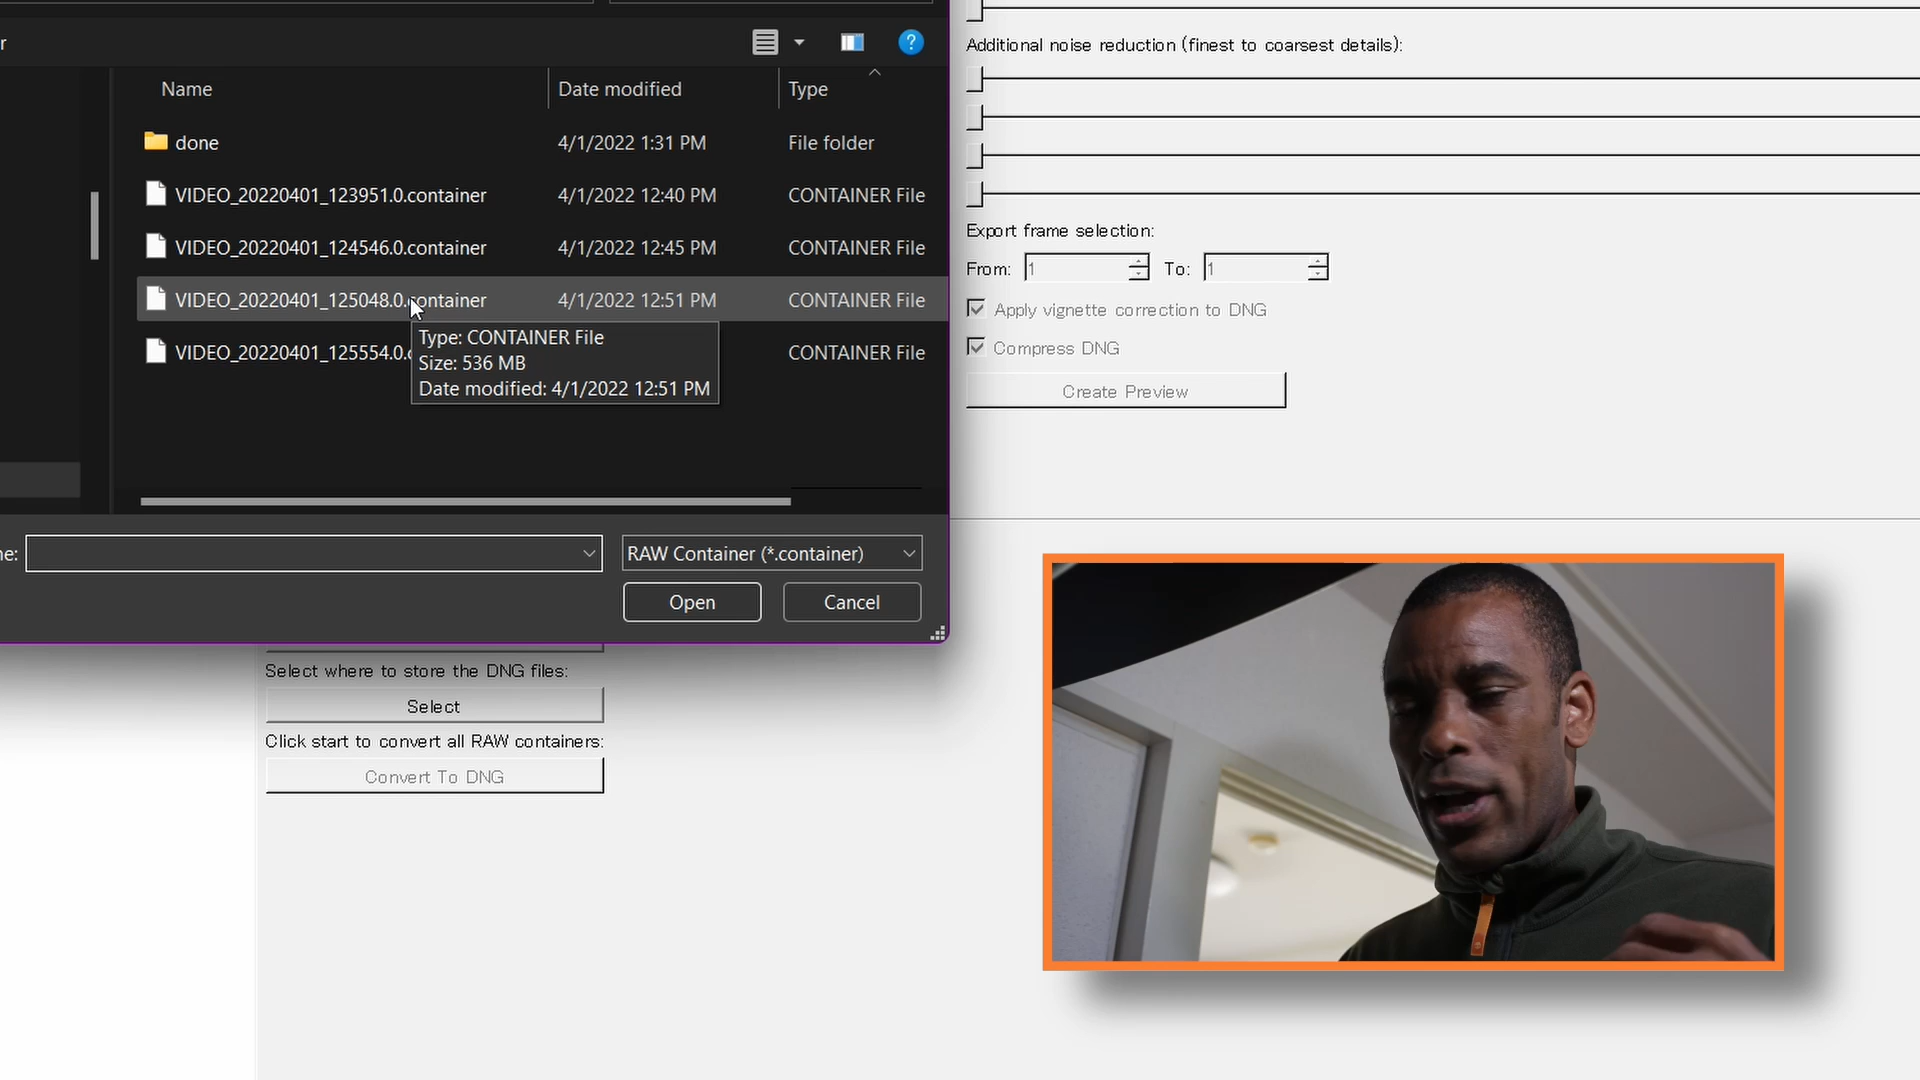 r
?
Name Date modified Type
done 4/1/2022 1:31 PM File folder
VIDEO_20220401_123951.0.container 4/1/2022 12:40 PM CONTAINER File
VIDEO_20220401_124546.0.container 4/1/2022 12:45 PM CONTAINER File
VIDEO_20220401_125048.0.container 4/1/2022 12:51 PM CONTAINER File
VIDEO_20220401_125554.0.c CONTAINER File
Type: CONTAINER File
Size: 536 MB
Date modified: 4/1/2022 12:51 PM
ne: RAW Container (*.container)
Open Cancel
Additional noise reduction (finest to coarsest details):
Export frame selection:
From: 1 To: 1
Apply vignette correction to DNG
Compress DNG
Create Preview
Select where to store the DNG files:
Select
Click start to convert all RAW containers:
Convert To DNG